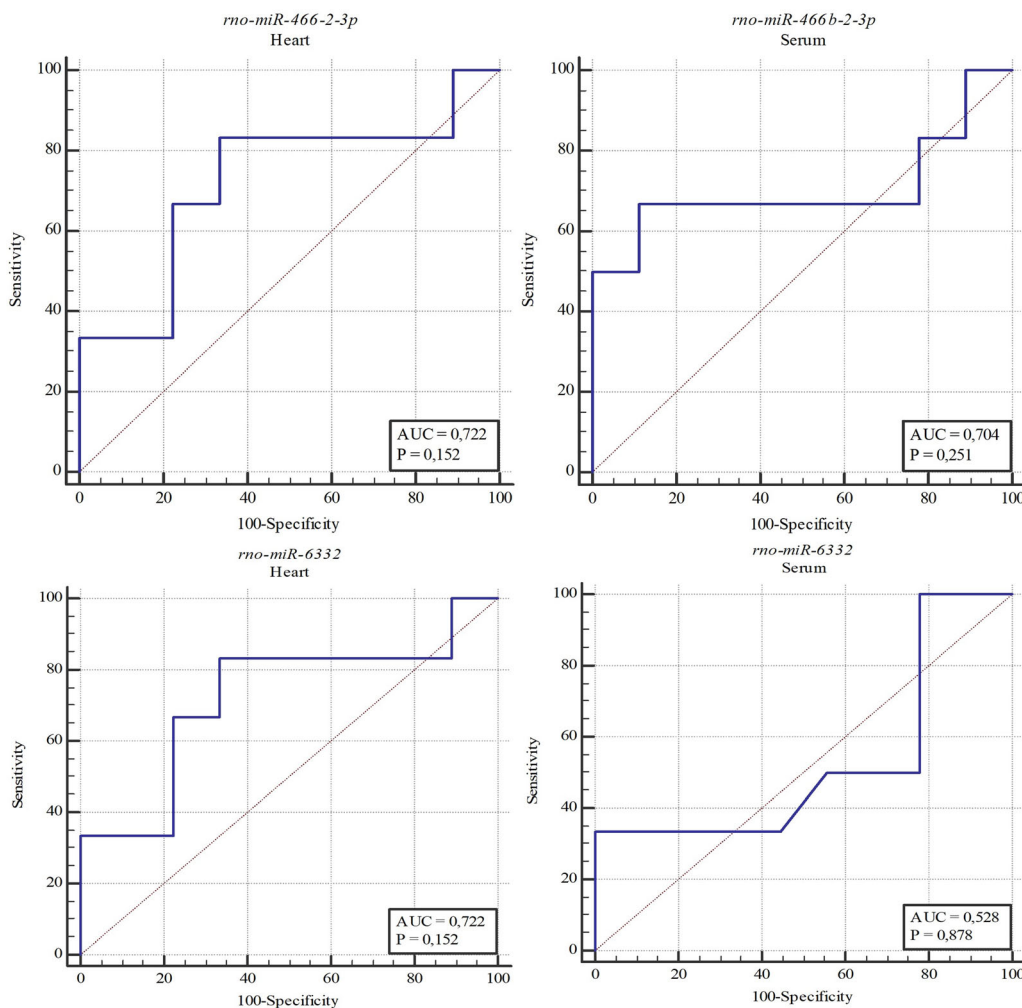 rno-miR-466-2-3p
Heart
100
80
60
40
20
0
Sensitivity
AUC = 0,722
P = 0,152
0 20 40 60 80 100
100-Specificity
rno-miR-466b-2-3p
Serum
100
80
60
40
20
0
Sensitivity
AUC = 0,704
P = 0,251
0 20 40 60 80 100
100-Specificity
rno-miR-6332
Heart
100
80
60
40
20
0
Sensitivity
AUC = 0,722
P = 0,152
0 20 40 60 80 100
100-Specificity
rno-miR-6332
Serum
100
80
60
40
20
0
Sensitivity
AUC = 0,528
P = 0,878
0 20 40 60 80 100
100-Specificity